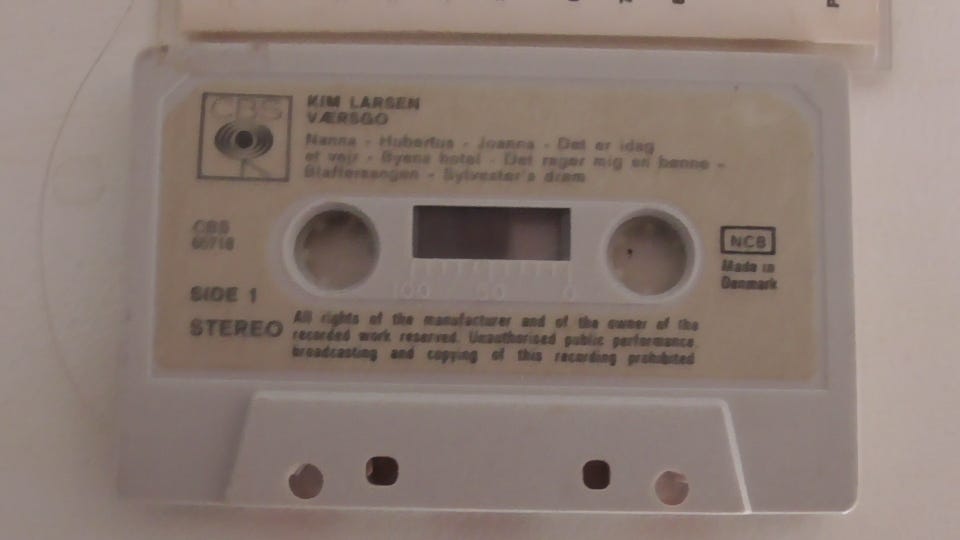 CBS
KIM LARSEN
VÆRSGO
Nanna - Hubertus - Joanna - Det er idag
et vejr - Byens hotel - Det rager mig en bønne -
Blaffersangen - Sylvester's drøm
CBS
NCB
Made in
Denmark
100 50 0
SIDE 1
STEREO
All rights of the manufacturer and of the owner of the
recorded work reserved. Unauthorised public performance,
broadcasting and copying of this recording prohibited